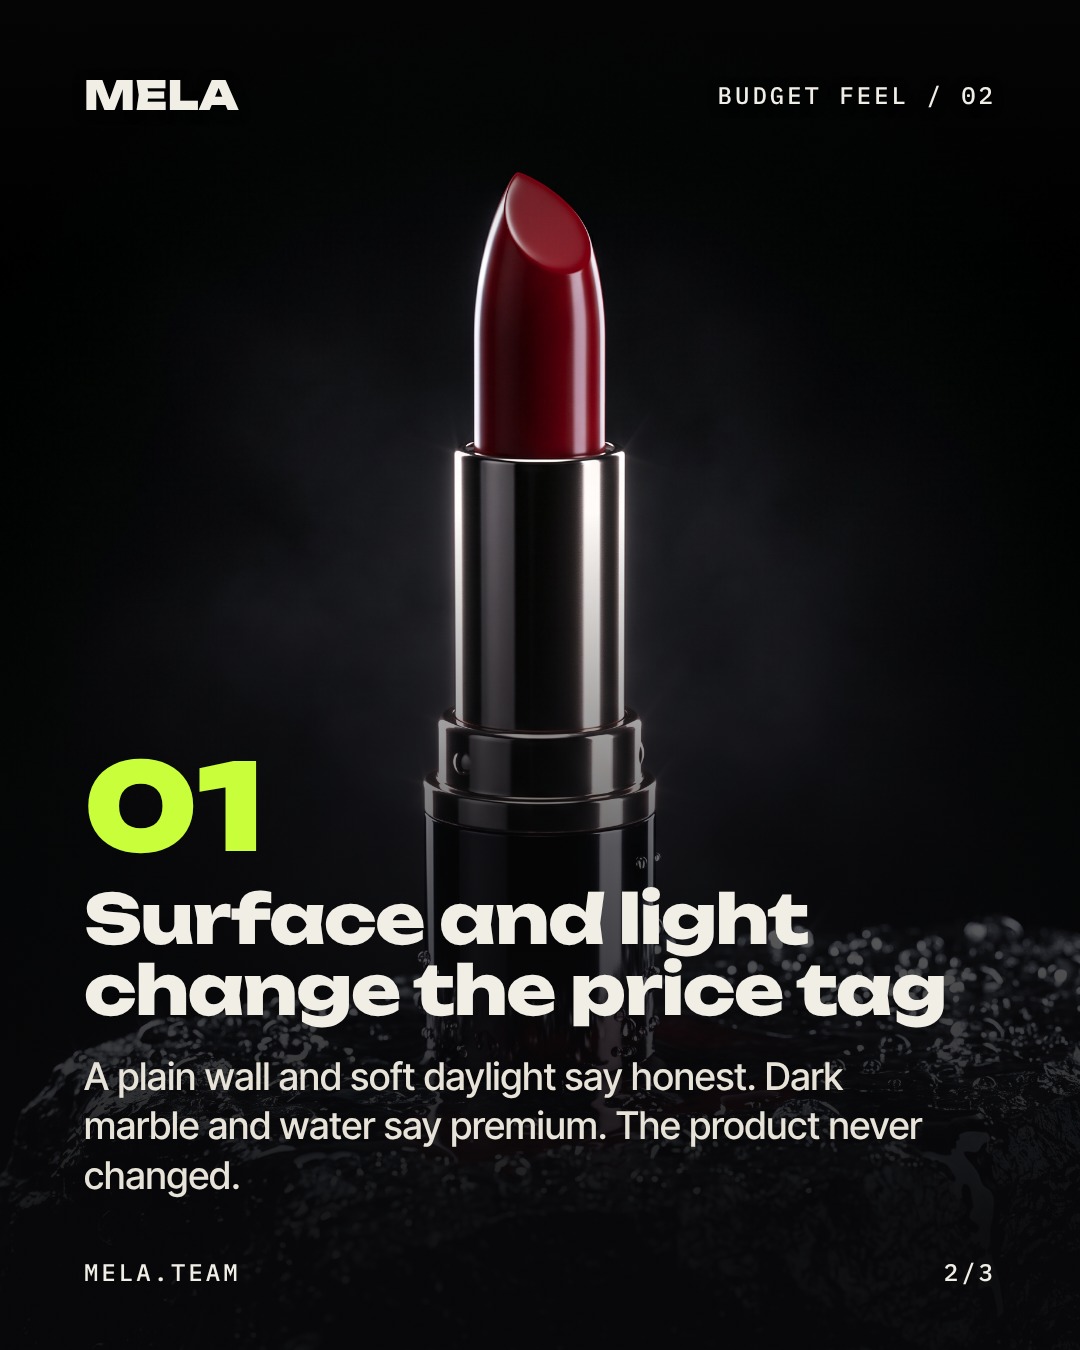 MELA
BUDGET FEEL / 02
01
Surface and light
change the price tag
A plain wall and soft daylight say honest. Dark
marble and water say premium. The product never
changed.
MELA.TEAM
2/3